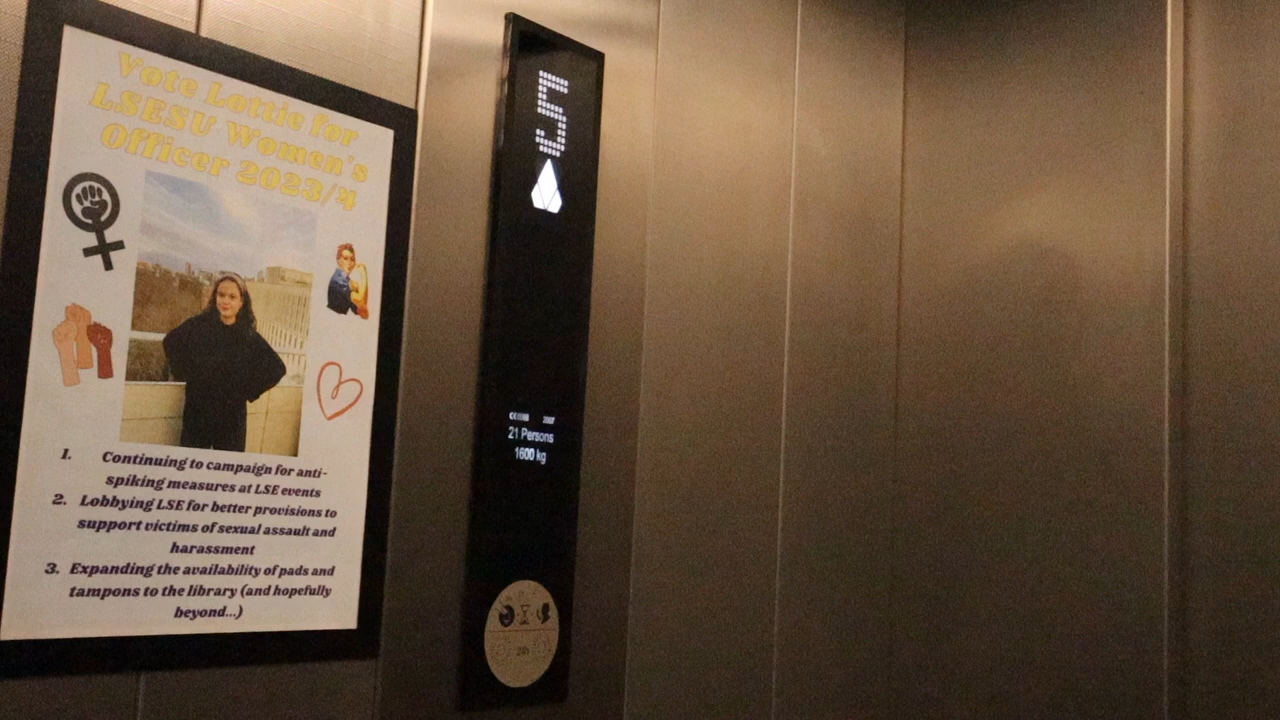 Vote Lottie for
LSESU Women's
Officer 2023/4
1. Continuing to campaign for anti-
spiking measures at LSE events
2. Lobbying LSE for better provisions to
support victims of sexual assault and
harassment
3. Expanding the availability of pads and
tampons to the library (and hopefully
beyond...)
5
21 Persons
1600 kg
24h